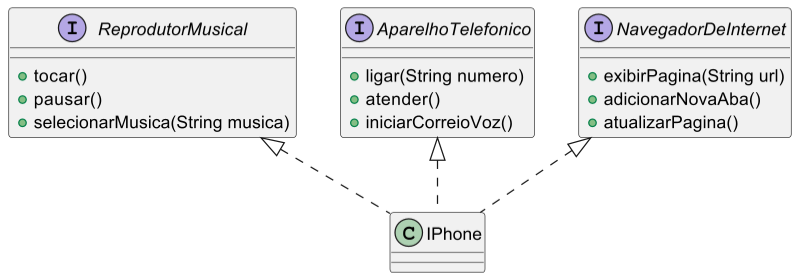 I ReprodutorMusical
tocar()
pausar()
selecionarMusica(String musica)
I AparelhoTelefonico
ligar(String numero)
atender()
iniciarCorreioVoz()
I NavegadorDeInternet
exibirPagina(String url)
adicionarNovaAba()
atualizarPagina()
C IPhone